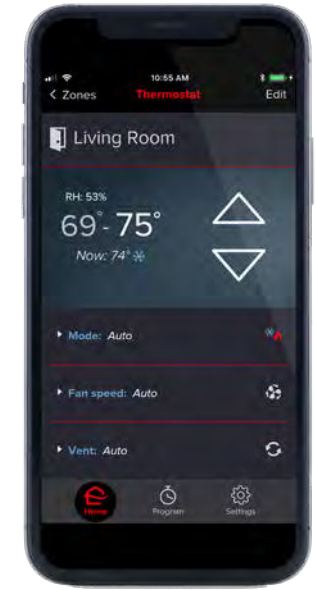 10:55 AM
< Zones Thermostat Edit
Living Room
RH: 53%
69° - 75°
Now: 74°
Mode: Auto
Fan speed: Auto
Vent: Auto
Home Program Settings